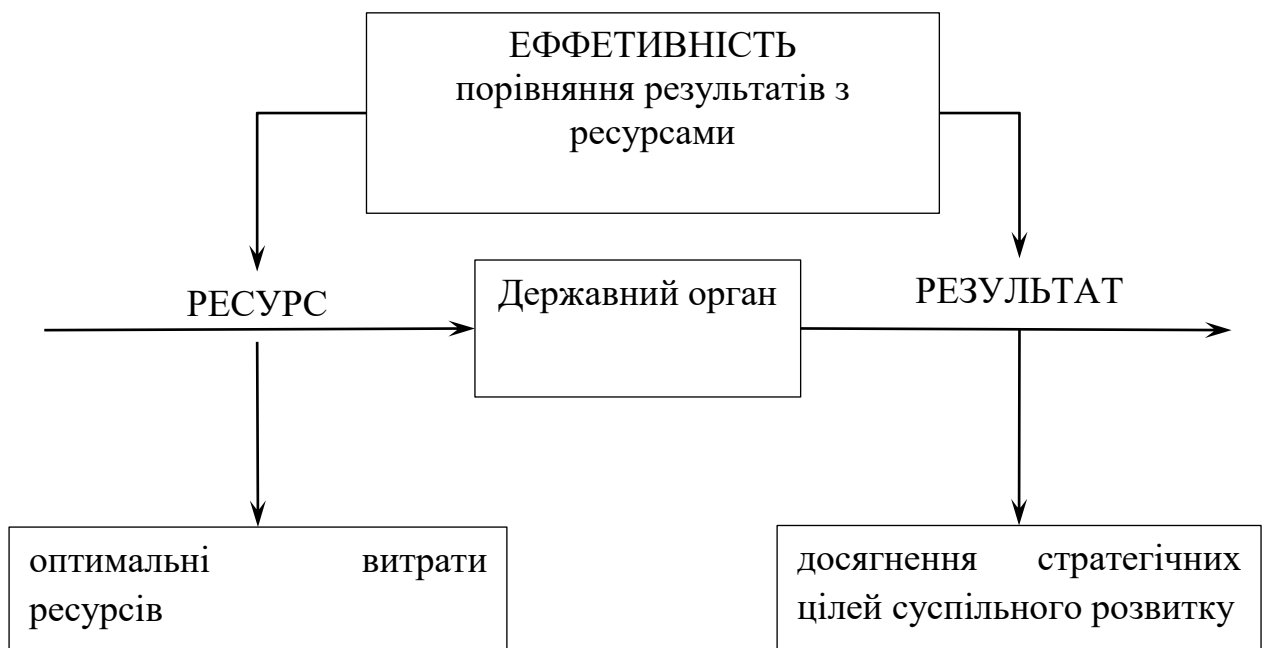 ЕФФЕТИВНІСТЬ
порівняння результатів з
ресурсами
РЕСУРС
Державний орган
РЕЗУЛЬТАТ
оптимальні витрати
ресурсів
досягнення стратегічних
цілей суспільного розвитку